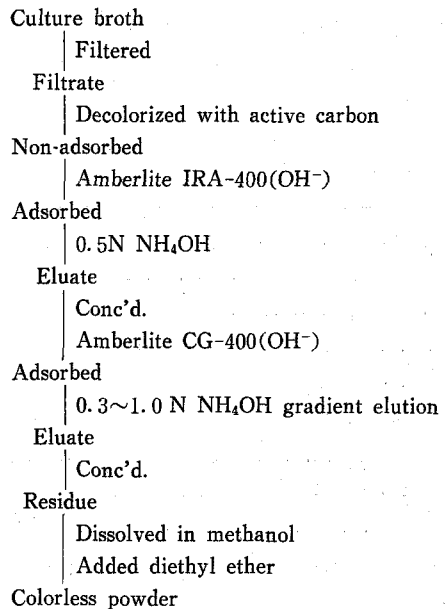 Culture broth
Filtered
Filtrate
Decolorized with active carbon
Non-adsorbed
Amberlite IRA-400(OH⁻)
Adsorbed
0.5N NH₄OH
Eluate
Conc'd.
Amberlite CG-400(OH⁻)
Adsorbed
0.3~1.0 N NH₄OH gradient elution
Eluate
Conc'd.
Residue
Dissolved in methanol
Added diethyl ether
Colorless powder